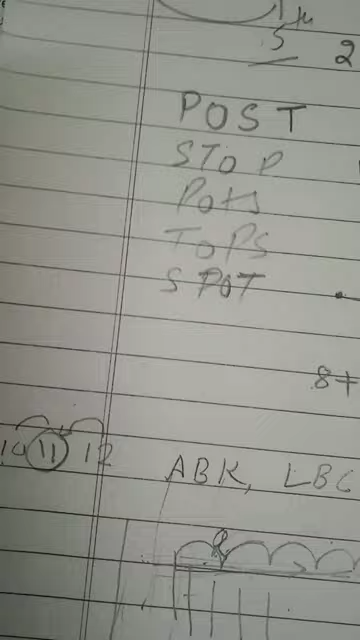 5 2
POST
STOP
Pots
TOPS
SPOT
8+
10 11 12
ABK, LBC